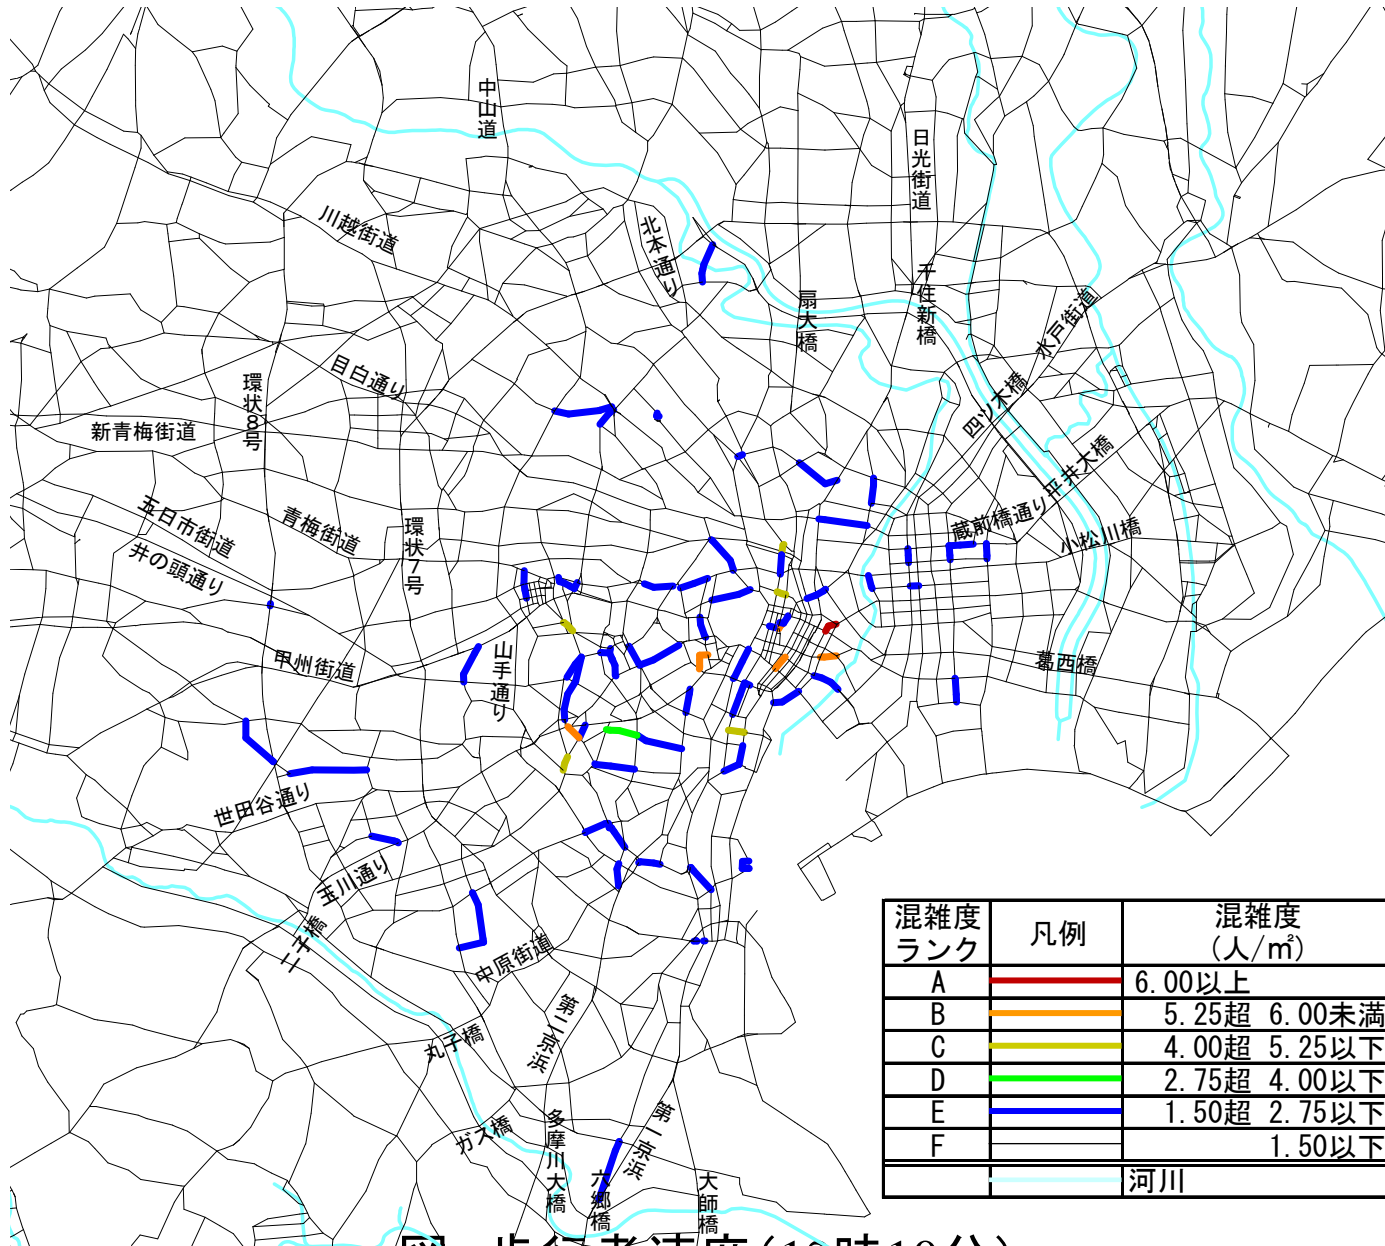 中山道
日光街道
川越街道
北本通り
千住新橋
扇大橋
水戸街道
目白通り
環状8号
四ツ木橋
新青梅街道
平井大橋
五日市街道
青梅街道
環状7号
蔵前橋通り
小松川橋
井の頭通り
山手通り
甲州街道
葛西橋
世田谷通り
玉川通り
二子橋
中原街道
第二京浜
丸子橋
ガス橋
多摩川大橋
第一京浜
六郷橋
大師橋
混雑度ランク 凡例 混雑度(人/㎡)
A 6.00以上
B 5.25超 6.00未満
C 4.00超 5.25以下
D 2.75超 4.00以下
E 1.50超 2.75以下
F 1.50以下
河川